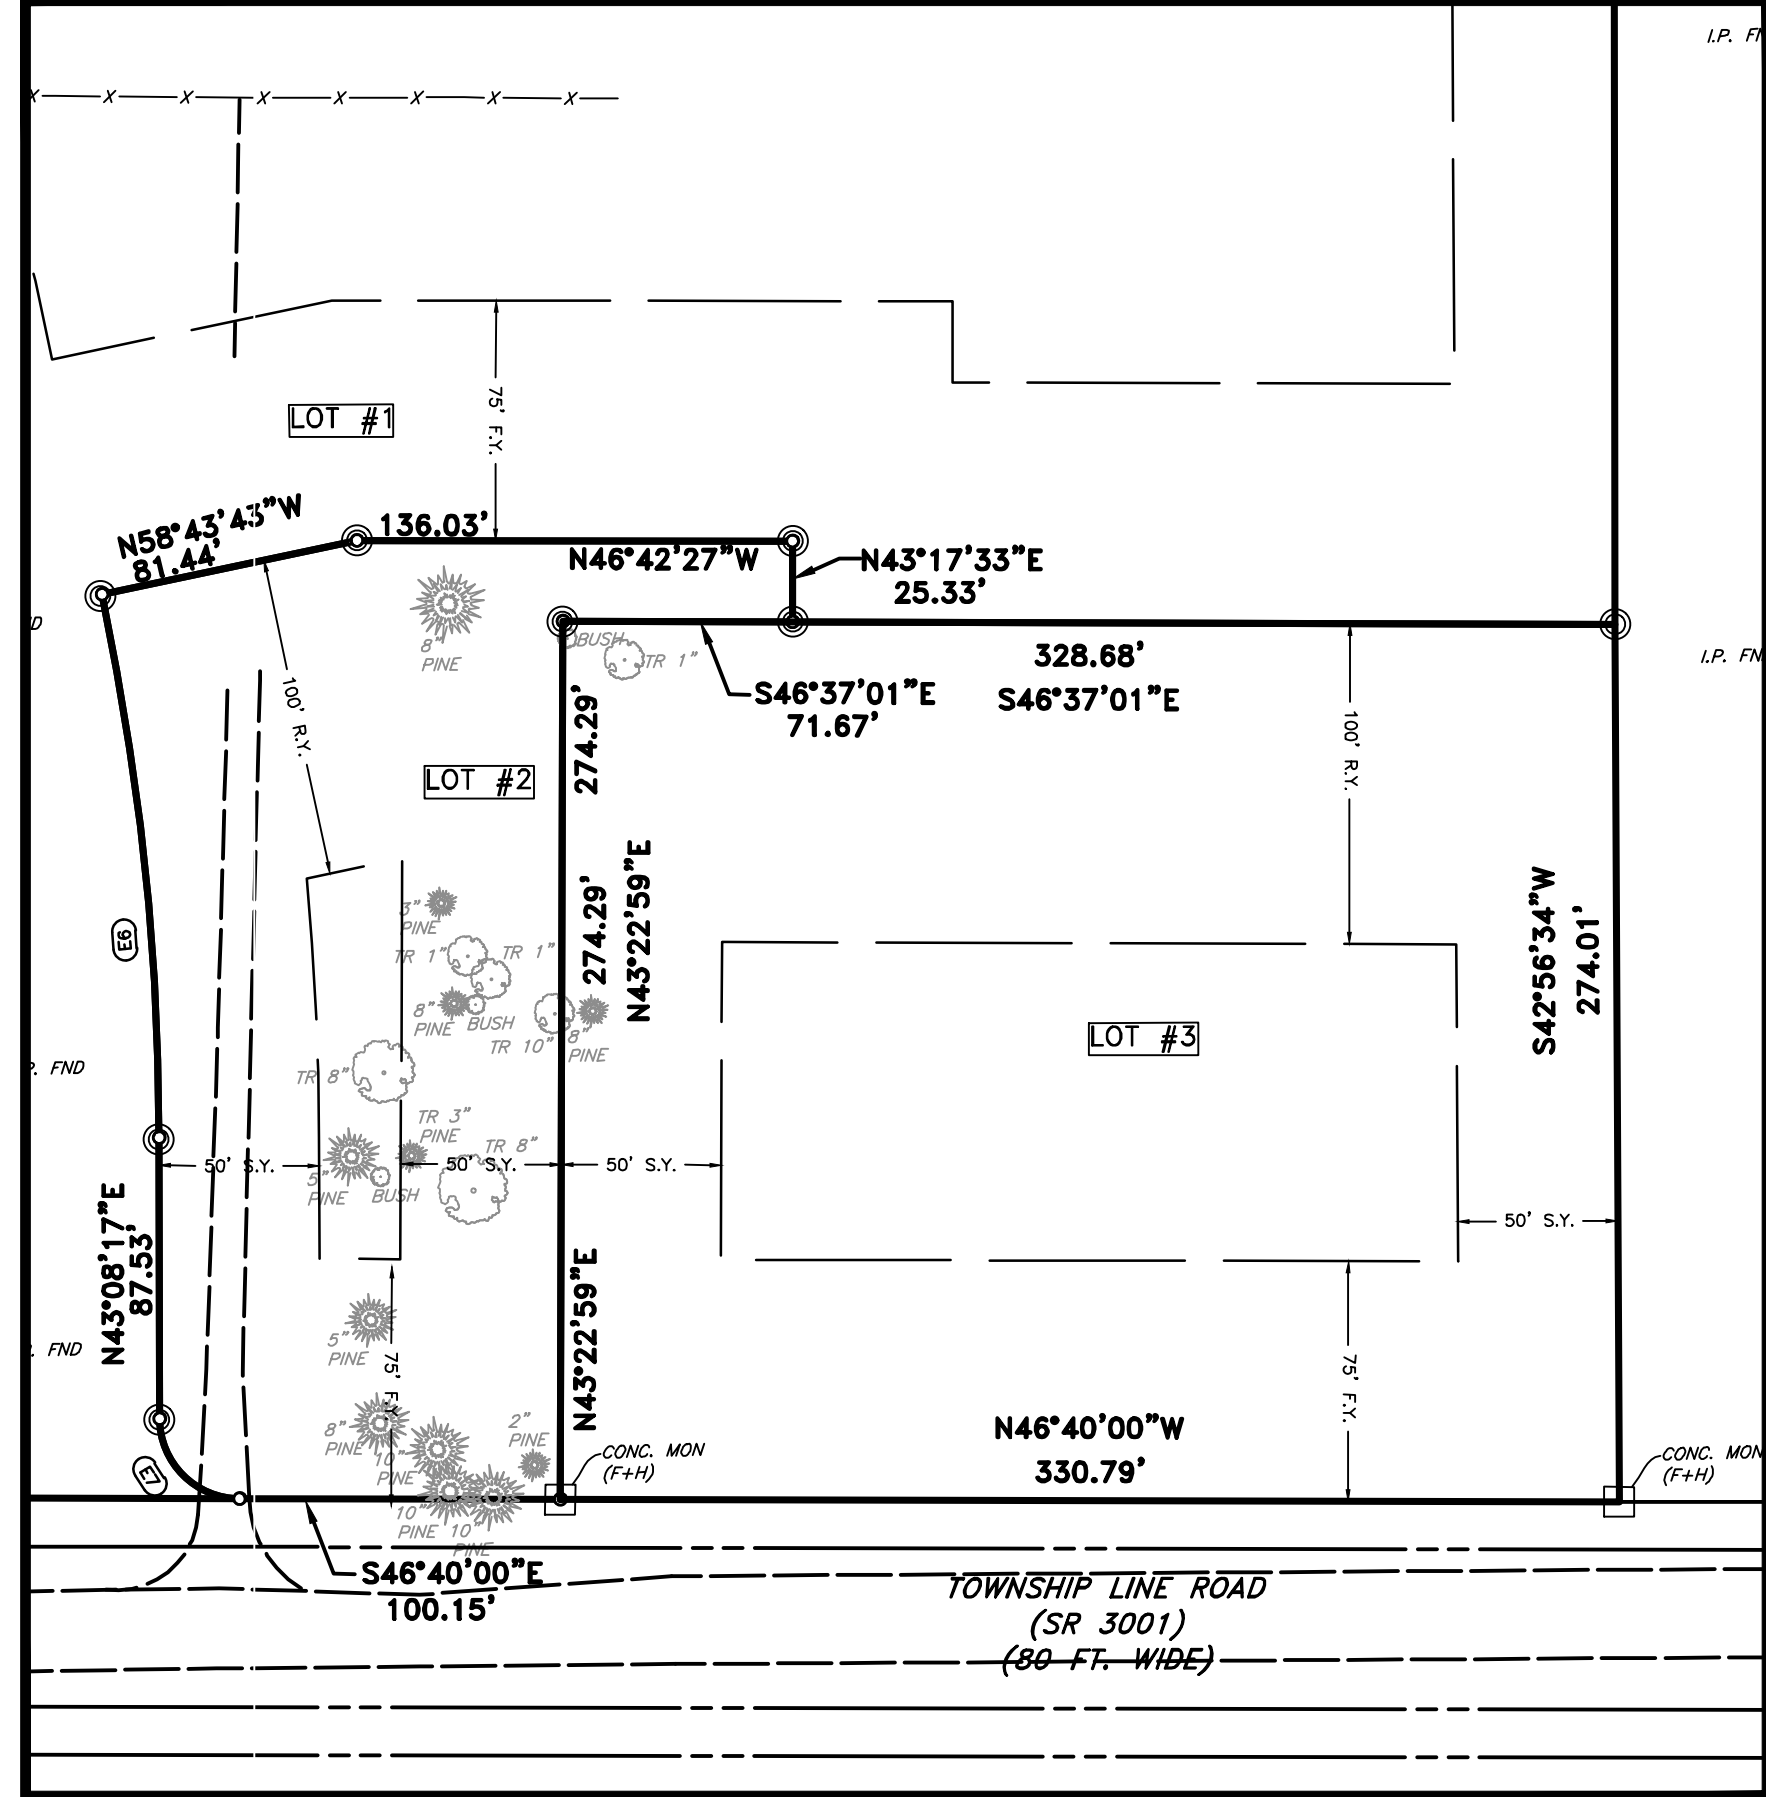 I.P.
X X X X X X X X
75' F.Y.
LOT #1
N58°43'43"W
81.44'
136.03'
N46°42'27"W
N43°17'33"E
25.33'
8"
PINE
BUSH
TR 1"
328.68'
S46°37'01"E
S46°37'01"E
71.67'
I.P.
100' R.Y.
100' R.Y.
274.29'
LOT #2
E6
3"
PINE
TR 1"
TR 1"
8"
PINE
BUSH
TR 10"
8"
PINE
274.29'
N43°22'59"E
LOT #3
S42°56'34"W
274.01'
FND
TR 8"
TR 3"
PINE
TR 8"
50' S.Y.
50' S.Y.
50' S.Y.
50' S.Y.
5"
PINE
BUSH
N43°08'17"E
87.53'
FND
5"
PINE
75' F.Y.
N43°22'59"E
75' F.Y.
8"
PINE
10"
PINE
2"
PINE
10"
PINE
10"
PINE
E7
CONC. MON
(F+H)
N46°40'00"W
330.79'
CONC. MON
(F+H)
S46°40'00"E
100.15'
TOWNSHIP LINE ROAD
(SR 3001)
(80 FT. WIDE)